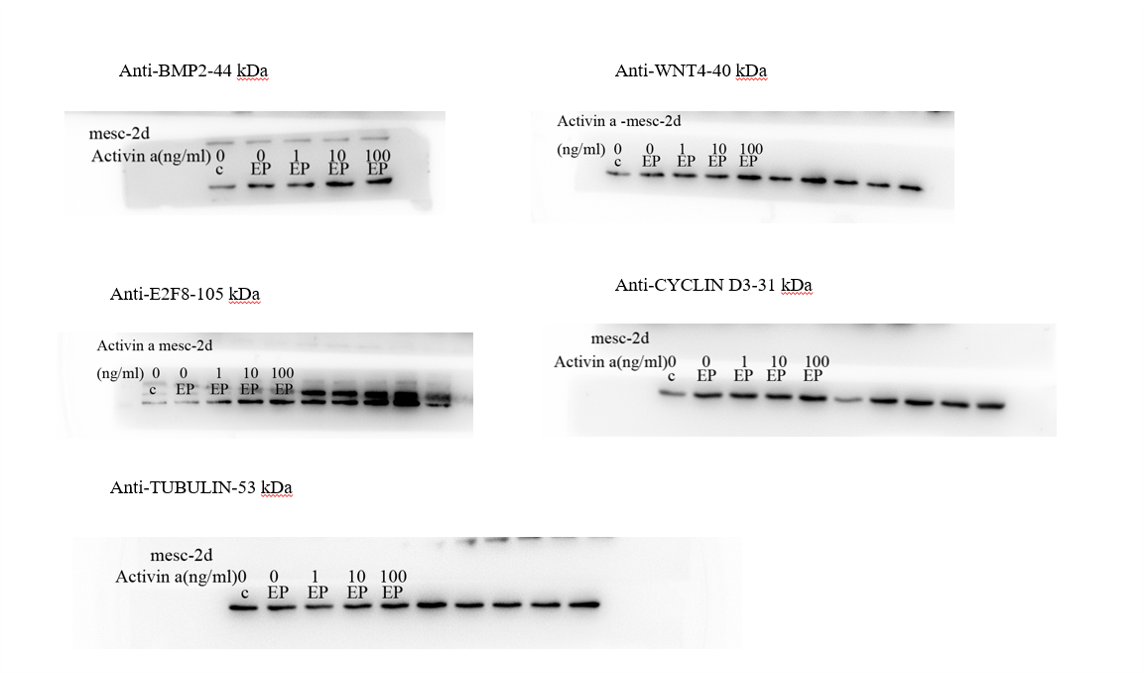 Anti-BMP2-44 kDa
mesc-2d
Activin a(ng/ml) 0 0 1 10 100
c EP EP EP EP
Anti-WNT4-40 kDa
Activin a -mesc-2d
(ng/ml) 0 0 1 10 100
c EP EP EP EP
Anti-E2F8-105 kDa
Activin a mesc-2d
(ng/ml) 0 0 1 10 100
c EP EP EP EP
Anti-CYCLIN D3-31 kDa
mesc-2d
Activin a(ng/ml)0 0 1 10 100
c EP EP EP EP
Anti-TUBULIN-53 kDa
mesc-2d
Activin a(ng/ml)0 0 1 10 100
c EP EP EP EP